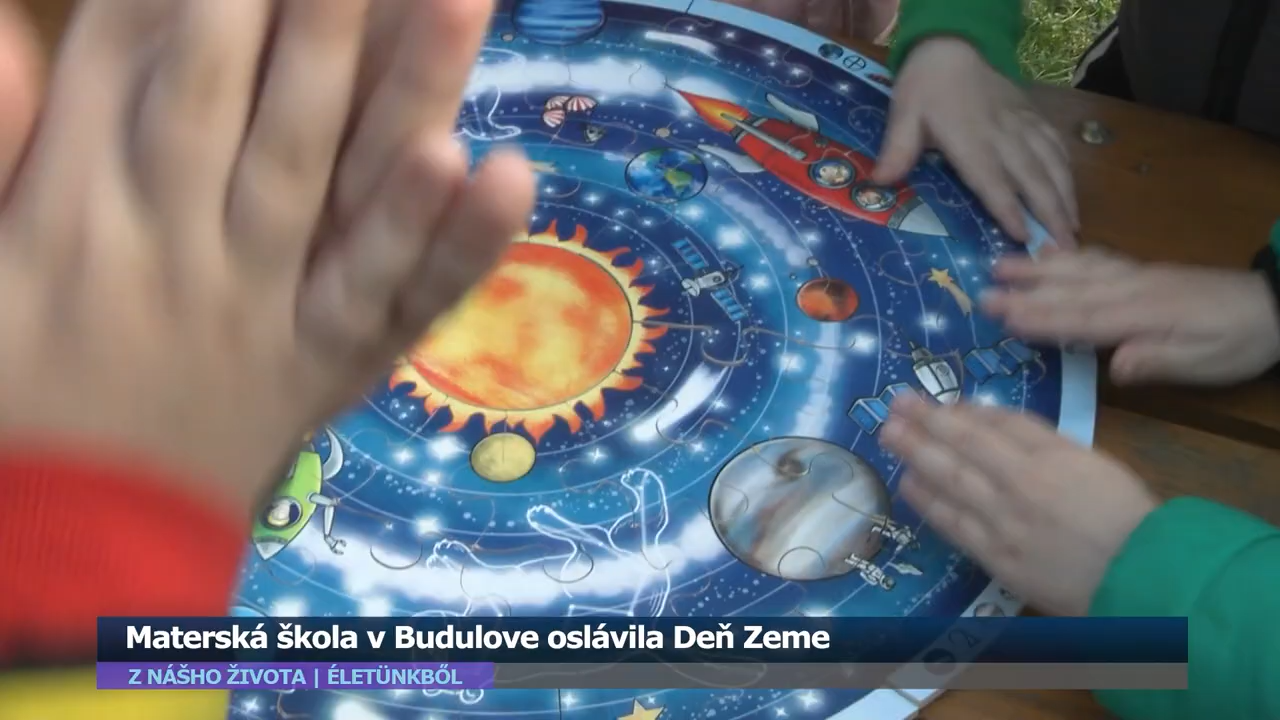 Materská škola v Budulove oslávila Deň Zeme
Z NÁŠHO ŽIVOTA | ÉLETÜNKBŐL